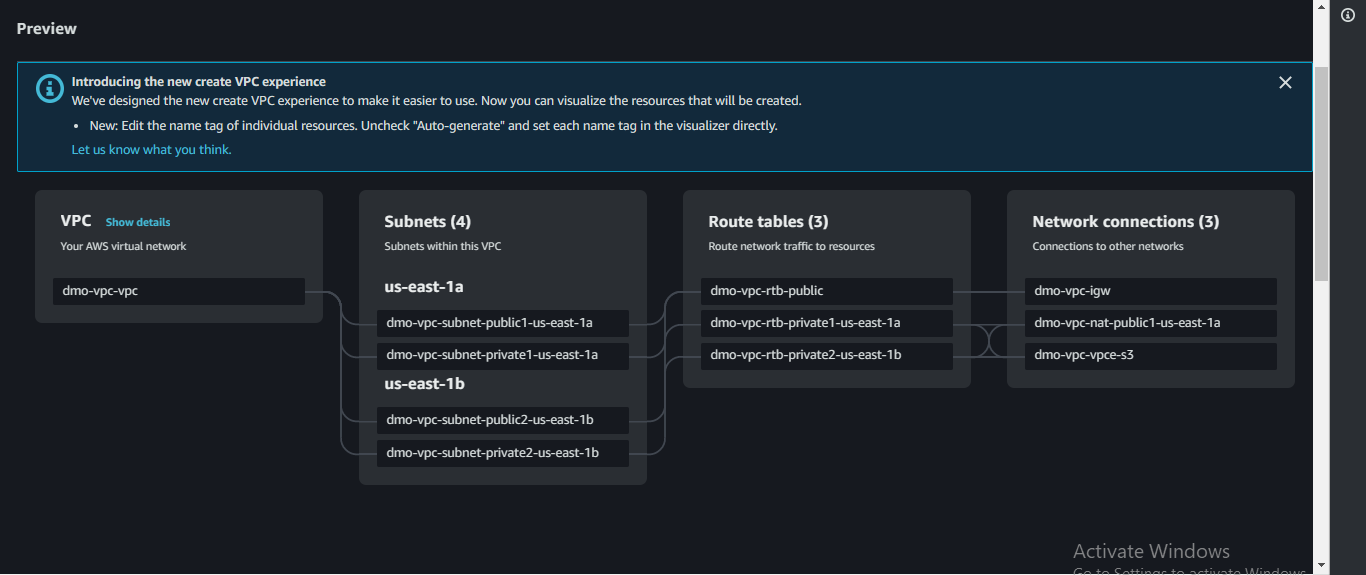 Preview
Introducing the new create VPC experience
We've designed the new create VPC experience to make it easier to use. Now you can visualize the resources that will be created.
• New: Edit the name tag of individual resources. Uncheck "Auto-generate" and set each name tag in the visualizer directly.
Let us know what you think.
VPC Show details
Your AWS virtual network
dmo-vpc-vpc
Subnets (4)
Subnets within this VPC
us-east-1a
dmo-vpc-subnet-public1-us-east-1a
dmo-vpc-subnet-private1-us-east-1a
us-east-1b
dmo-vpc-subnet-public2-us-east-1b
dmo-vpc-subnet-private2-us-east-1b
Route tables (3)
Route network traffic to resources
dmo-vpc-rtb-public
dmo-vpc-rtb-private1-us-east-1a
dmo-vpc-rtb-private2-us-east-1b
Network connections (3)
Connections to other networks
dmo-vpc-igw
dmo-vpc-nat-public1-us-east-1a
dmo-vpc-vpce-s3
Activate Windows
Go to Settings to activate Windows.